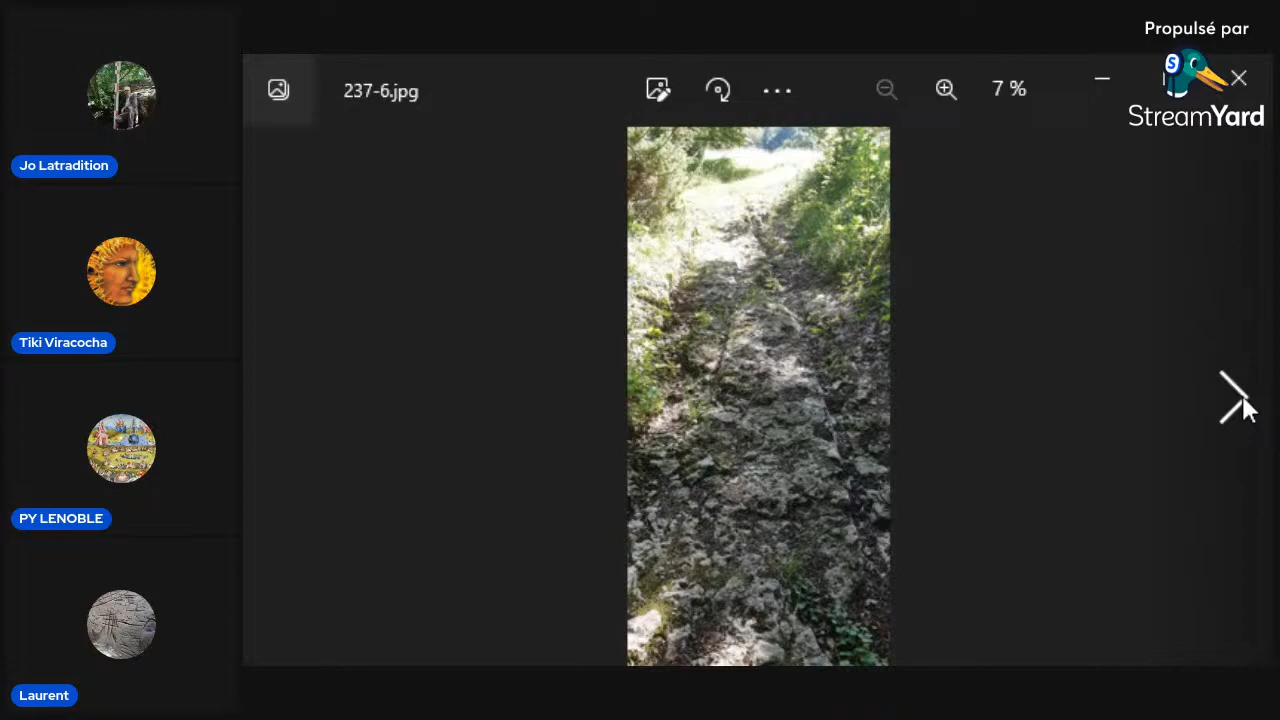 Propulsé par
StreamYard
237-6.jpg
7 %
Jo Latradition
Tiki Viracocha
PY LENOBLE
Laurent